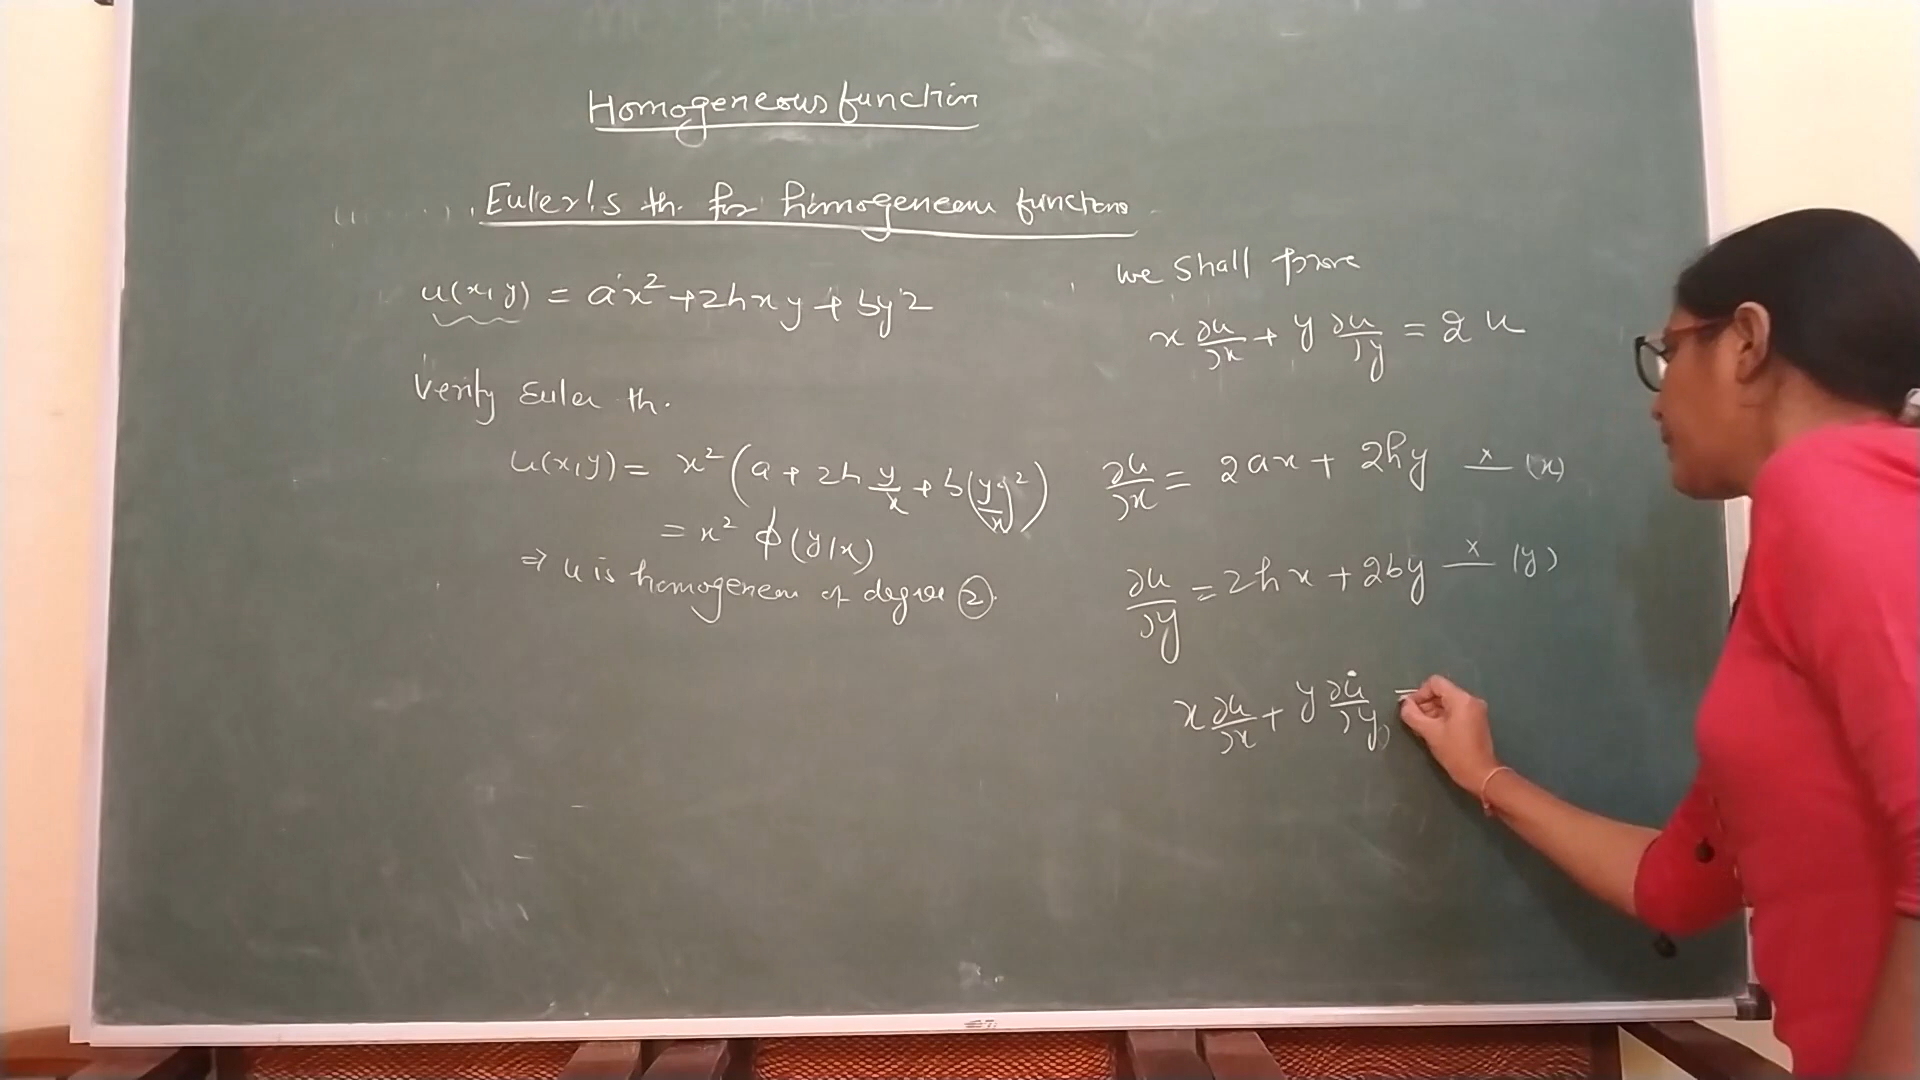 Homogeneous function
Euler's th. for homogeneous functions
u(x,y) = ax² + 2hxy + by²
Verify Euler th.
u(x,y) = x² (a + 2h y/x + b(y/x)²)
= x² φ(y/x)
⇒ u is homogeneous of degree ②.
we shall prove
x ∂u/∂x + y ∂u/∂y = 2u
∂u/∂x = 2ax + 2hy —x— (x)
∂u/∂y = 2hx + 2by —x— (y)
x ∂u/∂x + y ∂u/∂y =